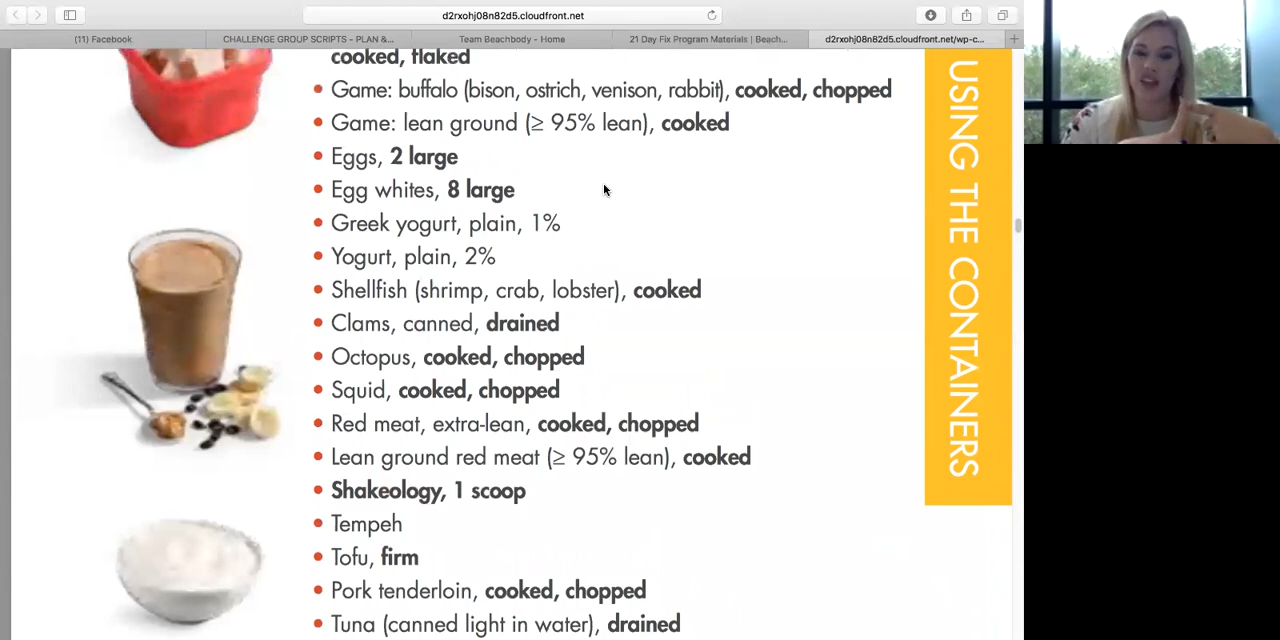 d2rxohj08n82d5.cloudfront.net
(11) Facebook
CHALLENGE GROUP SCRIPTS - PLAN &...
Team Beachbody - Home
21 Day Fix Program Materials | Beach...
d2rxohj08n82d5.cloudfront.net/wp-c...
cooked, flaked
• Game: buffalo (bison, ostrich, venison, rabbit), cooked, chopped
• Game: lean ground (≥ 95% lean), cooked
• Eggs, 2 large
• Egg whites, 8 large
• Greek yogurt, plain, 1%
• Yogurt, plain, 2%
• Shellfish (shrimp, crab, lobster), cooked
• Clams, canned, drained
• Octopus, cooked, chopped
• Squid, cooked, chopped
• Red meat, extra-lean, cooked, chopped
• Lean ground red meat (≥ 95% lean), cooked
• Shakeology, 1 scoop
• Tempeh
• Tofu, firm
• Pork tenderloin, cooked, chopped
• Tuna (canned light in water), drained
USING THE CONTAINERS